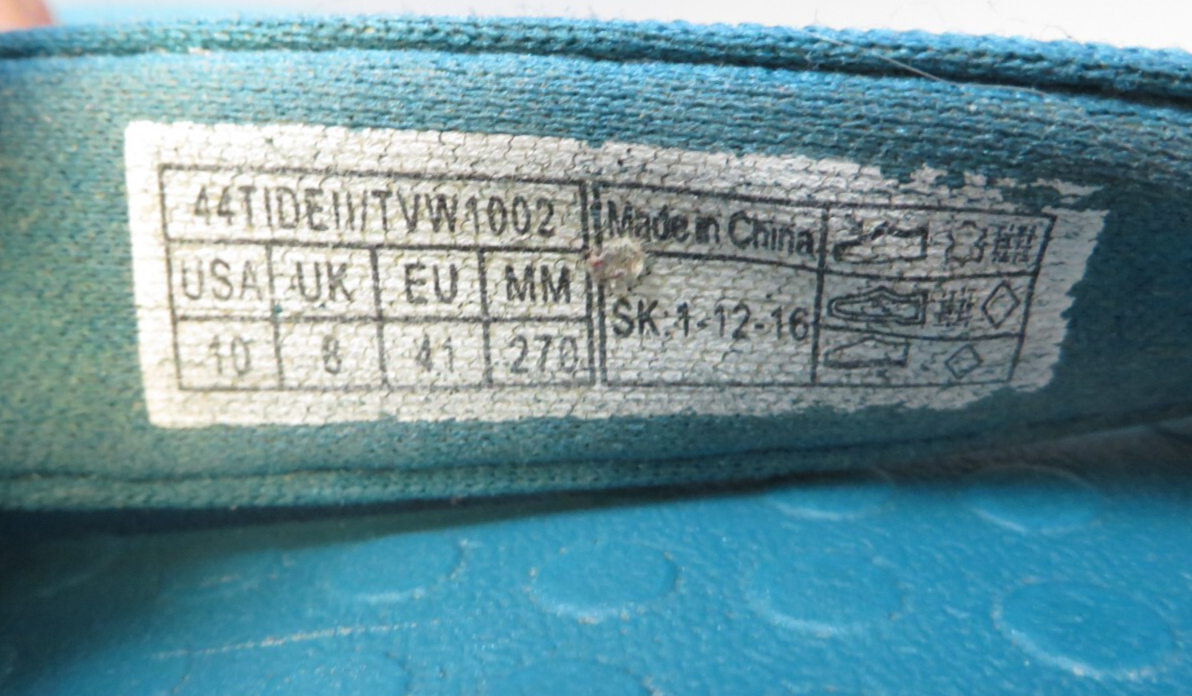 44TIDEII/TVW1002
Made in China
USA UK EU MM
10 8 41 270
SK:1-12-16